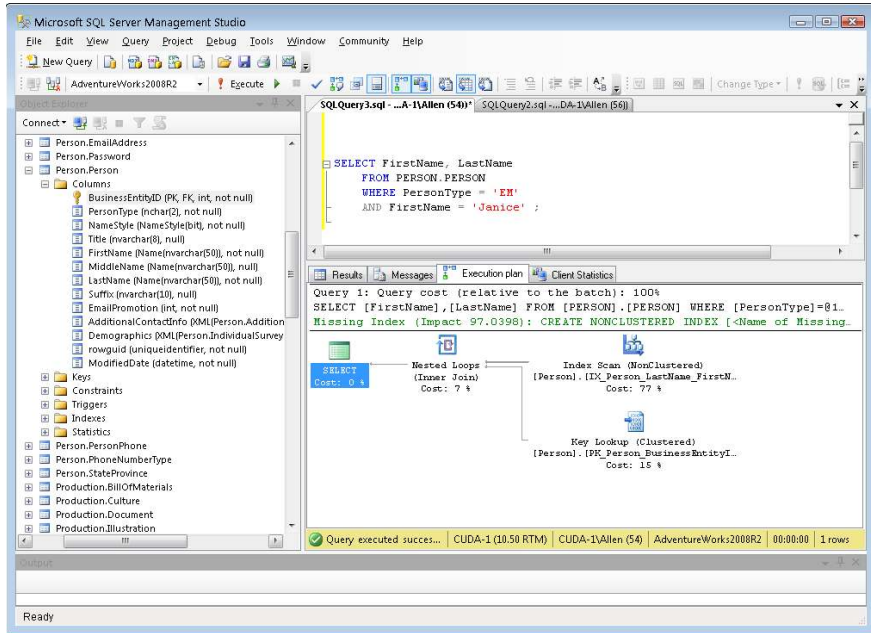 Microsoft SQL Server Management Studio
File Edit View Query Project Debug Tools Window Community Help
New Query
AdventureWorks2008R2 Execute Change Type
Object Explorer
SQLQuery3.sql - ...A-1\Allen (54))* SQLQuery2.sql -...DA-1\Allen (56))
Connect
Person.EmailAddress
Person.Password
Person.Person
Columns
BusinessEntityID (PK, FK, int, not null)
PersonType (nchar(2), not null)
NameStyle (NameStyle(bit), not null)
Title (nvarchar(8), null)
FirstName (Name(nvarchar(50)), not null)
MiddleName (Name(nvarchar(50)), null)
LastName (Name(nvarchar(50)), not null)
Suffix (nvarchar(10), null)
EmailPromotion (int, not null)
AdditionalContactInfo (XML(Person.Addition
Demographics (XML(Person.IndividualSurvey
rowguid (uniqueidentifier, not null)
ModifiedDate (datetime, not null)
Keys
Constraints
Triggers
Indexes
Statistics
Person.PersonPhone
Person.PhoneNumberType
Person.StateProvince
Production.BillOfMaterials
Production.Culture
Production.Document
Production.Illustration
SELECT FirstName, LastName
FROM PERSON.PERSON
WHERE PersonType = 'EM'
AND FirstName = 'Janice' ;
Results Messages Execution plan Client Statistics
Query 1: Query cost (relative to the batch): 100%
SELECT [FirstName],[LastName] FROM [PERSON].[PERSON] WHERE [PersonType]=@1…
Missing Index (Impact 97.0398): CREATE NONCLUSTERED INDEX [<Name of Missing…
SELECT
Cost: 0 %
Nested Loops
(Inner Join)
Cost: 7 %
Index Scan (NonClustered)
[Person].[IX_Person_LastName_FirstN…
Cost: 77 %
Key Lookup (Clustered)
[Person].[PK_Person_BusinessEntityI…
Cost: 15 %
Query executed succes... CUDA-1 (10.50 RTM) CUDA-1\Allen (54) AdventureWorks2008R2 00:00:00 1 rows
Output
Ready